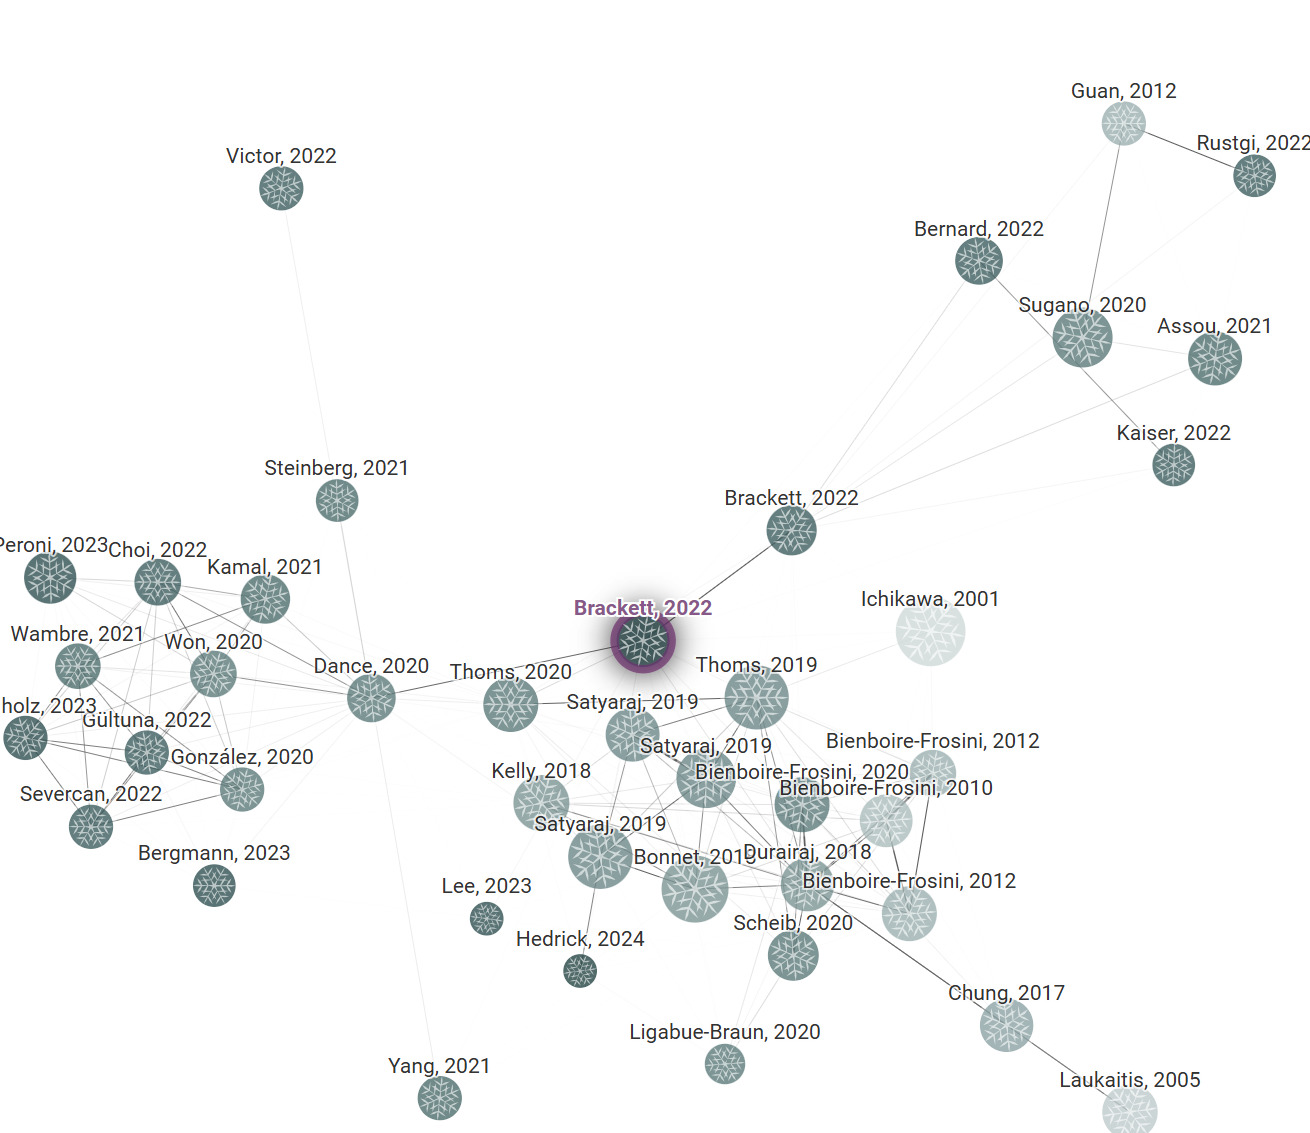 Guan, 2012
Rustgi, 2022
Victor, 2022
Bernard, 2022
Sugano, 2020
Assou, 2021
Kaiser, 2022
Steinberg, 2021
Brackett, 2022
Peroni, 2023
Choi, 2022
Kamal, 2021
Brackett, 2022
Ichikawa, 2001
Wambre, 2021
Won, 2020
Dance, 2020
Thoms, 2020
Thoms, 2019
holz, 2023
Satyaraj, 2019
Gültuna, 2022
Satyaraj, 2019
Bienboire-Frosini, 2012
González, 2020
Kelly, 2018
Bienboire-Frosini, 2020
Bienboire-Frosini, 2010
Severcan, 2022
Satyaraj, 2019
Bergmann, 2023
Bonnet, 2018
Durairaj, 2018
Lee, 2023
Bienboire-Frosini, 2012
Scheib, 2020
Hedrick, 2024
Chung, 2017
Ligabue-Braun, 2020
Yang, 2021
Laukaitis, 2005